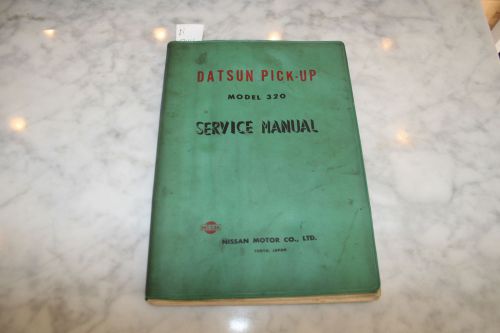 DATSUN PICK-UP
MODEL 320
SERVICE MANUAL
NISSAN MOTOR CO., LTD.
TOKYO, JAPAN